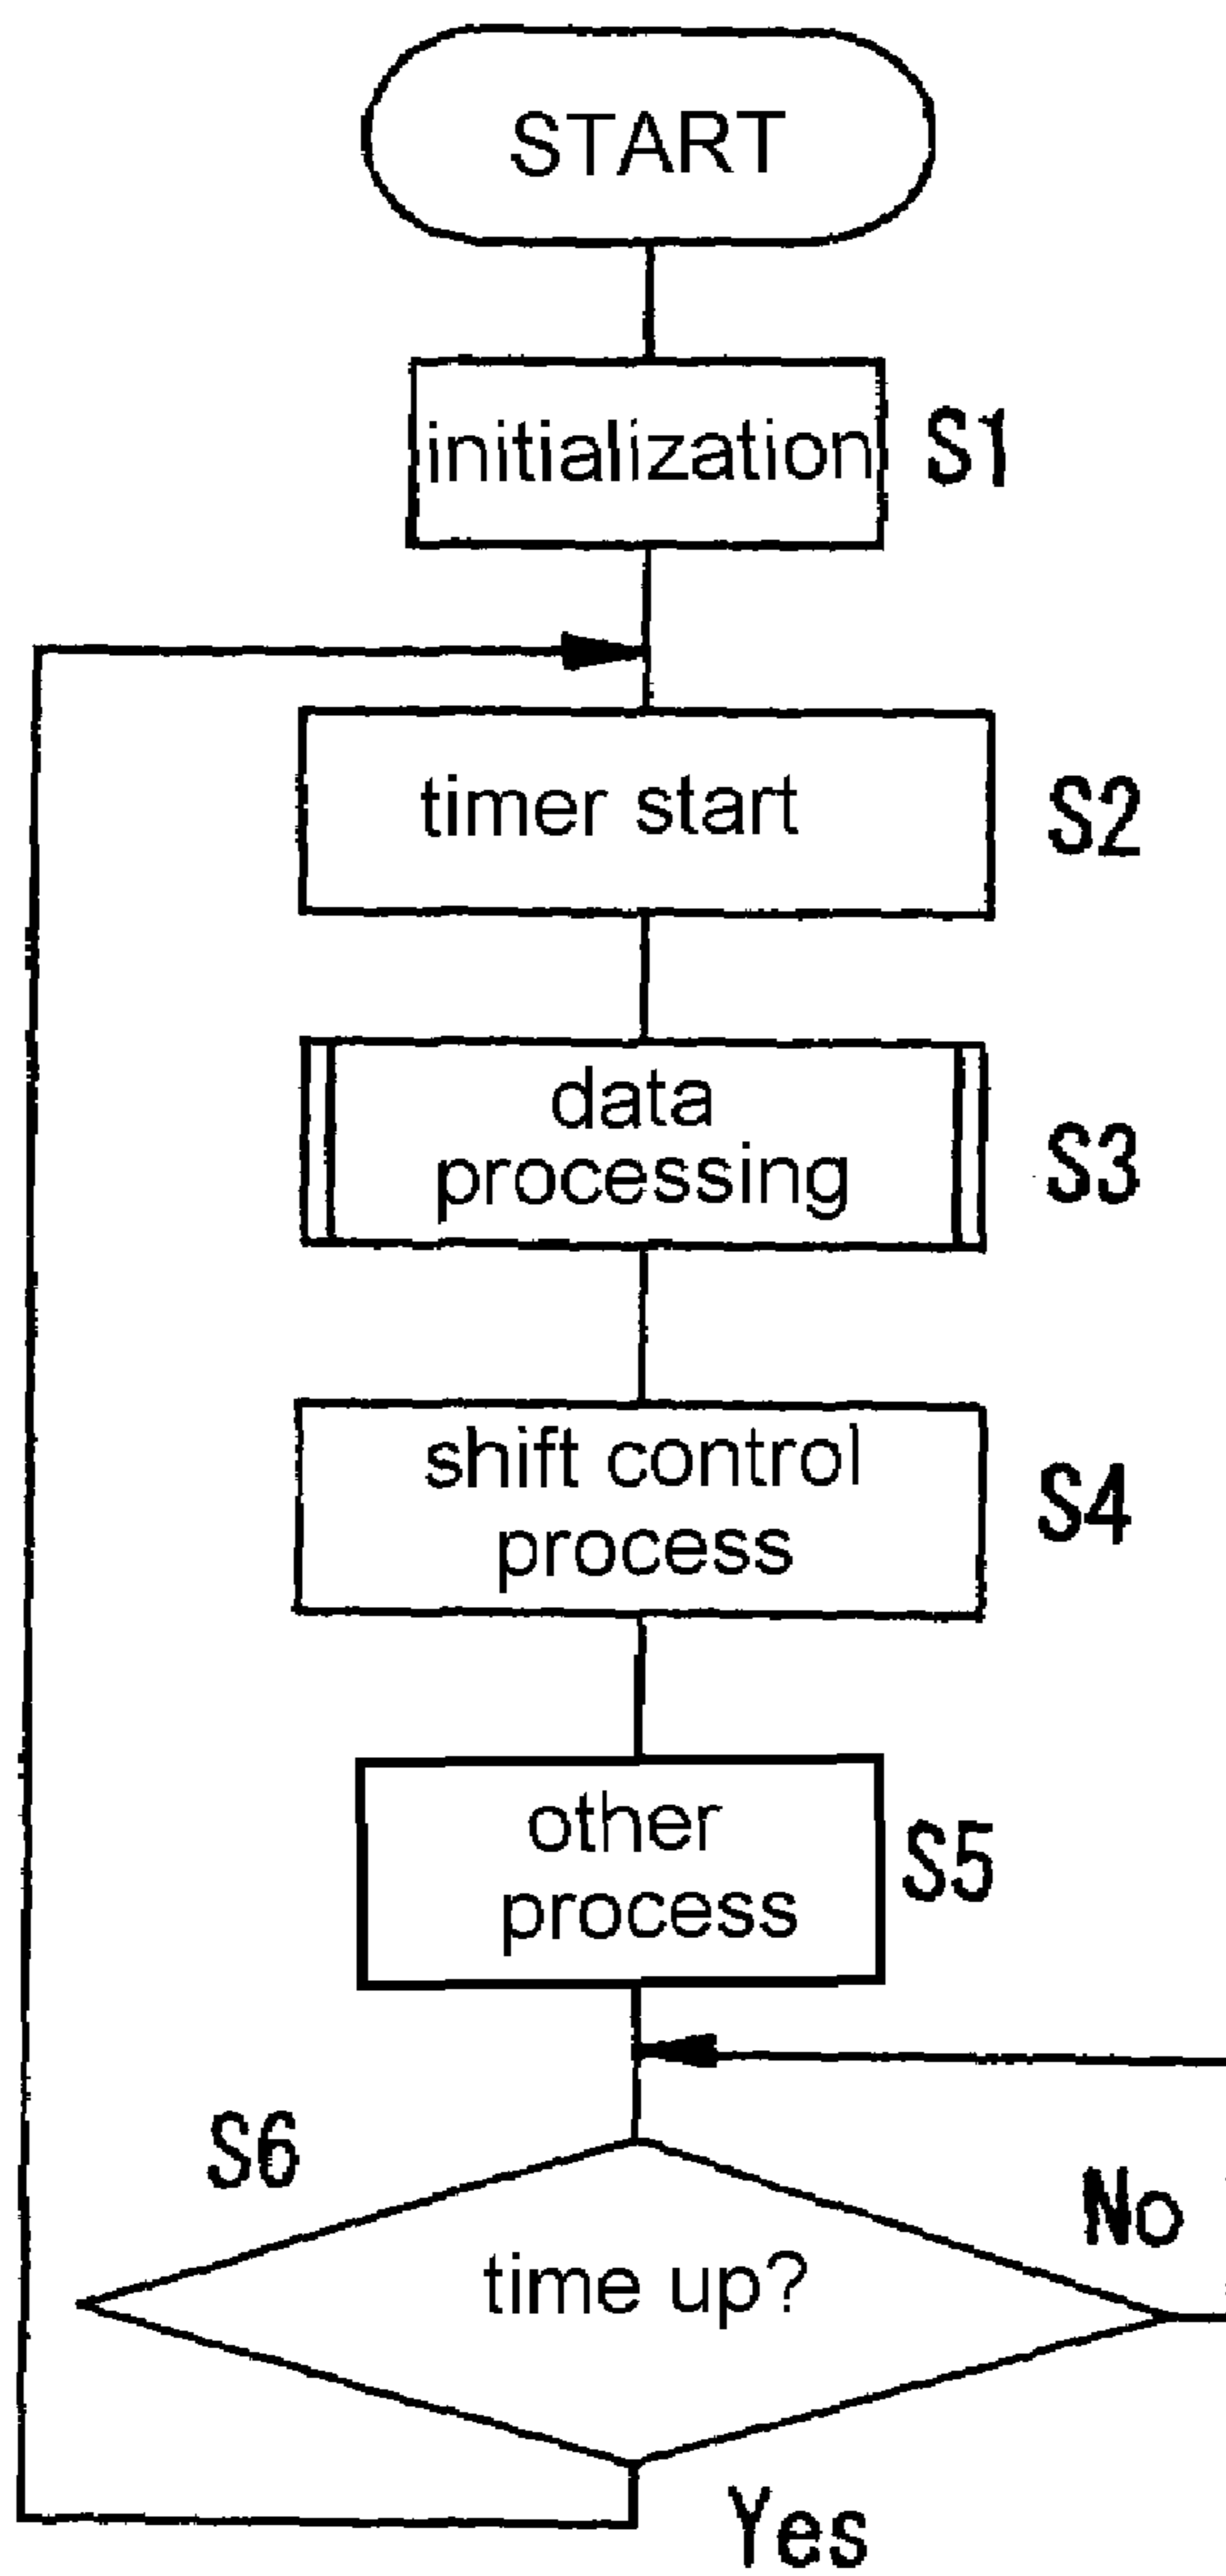 START
initialization
S1
timer start
S2
data
processing
S3
shift control
process
S4
other
process
S5
S6
time up?
No
Yes